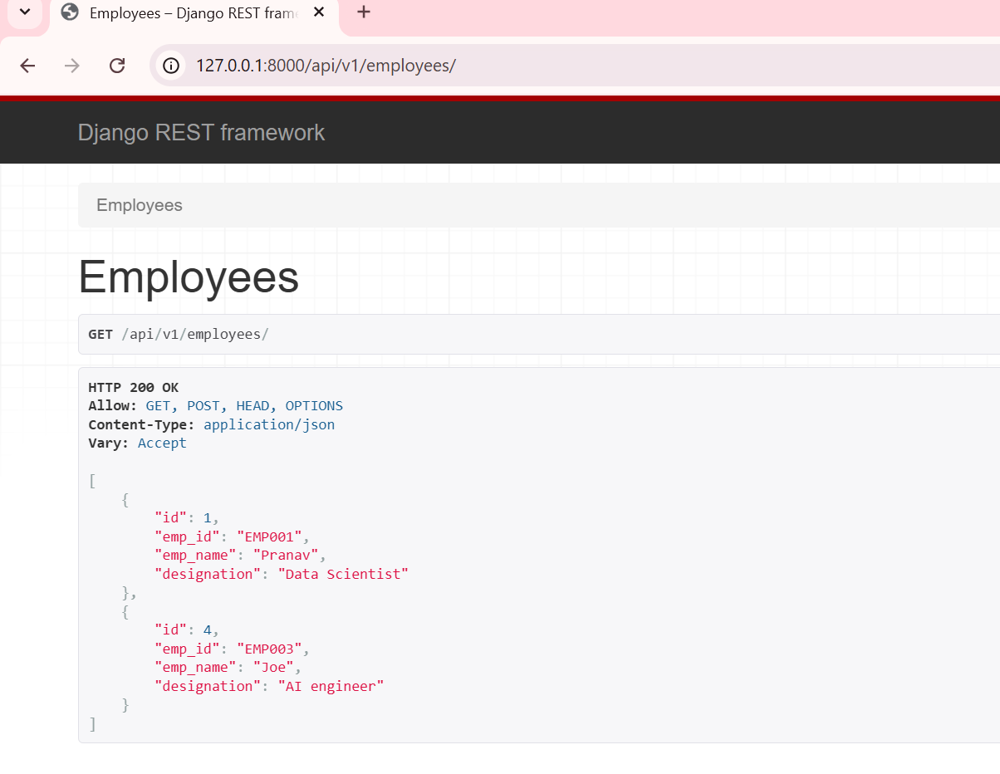 Employees – Django REST frame
127.0.0.1:8000/api/v1/employees/
Django REST framework
Employees
Employees
GET /api/v1/employees/
HTTP 200 OK
Allow: GET, POST, HEAD, OPTIONS
Content-Type: application/json
Vary: Accept
[
    {
        "id": 1,
        "emp_id": "EMP001",
        "emp_name": "Pranav",
        "designation": "Data Scientist"
    },
    {
        "id": 4,
        "emp_id": "EMP003",
        "emp_name": "Joe",
        "designation": "AI engineer"
    }
]